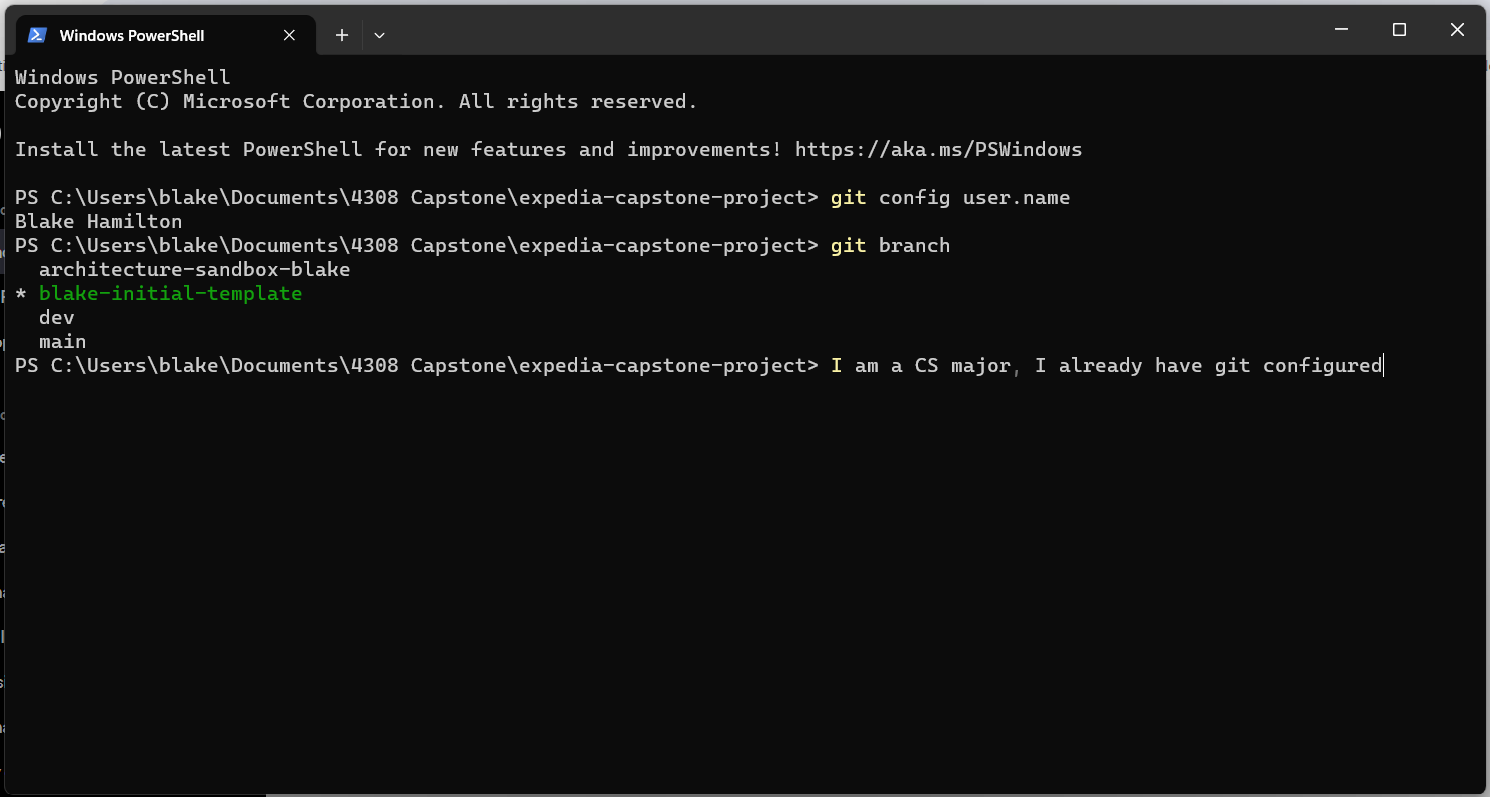 Windows PowerShell
Windows PowerShell
Copyright (C) Microsoft Corporation. All rights reserved.
Install the latest PowerShell for new features and improvements! https://aka.ms/PSWindows
PS C:\Users\blake\Documents\4308 Capstone\expedia-capstone-project> git config user.name
Blake Hamilton
PS C:\Users\blake\Documents\4308 Capstone\expedia-capstone-project> git branch
  architecture-sandbox-blake
* blake-initial-template
  dev
  main
PS C:\Users\blake\Documents\4308 Capstone\expedia-capstone-project> I am a CS major, I already have git configured